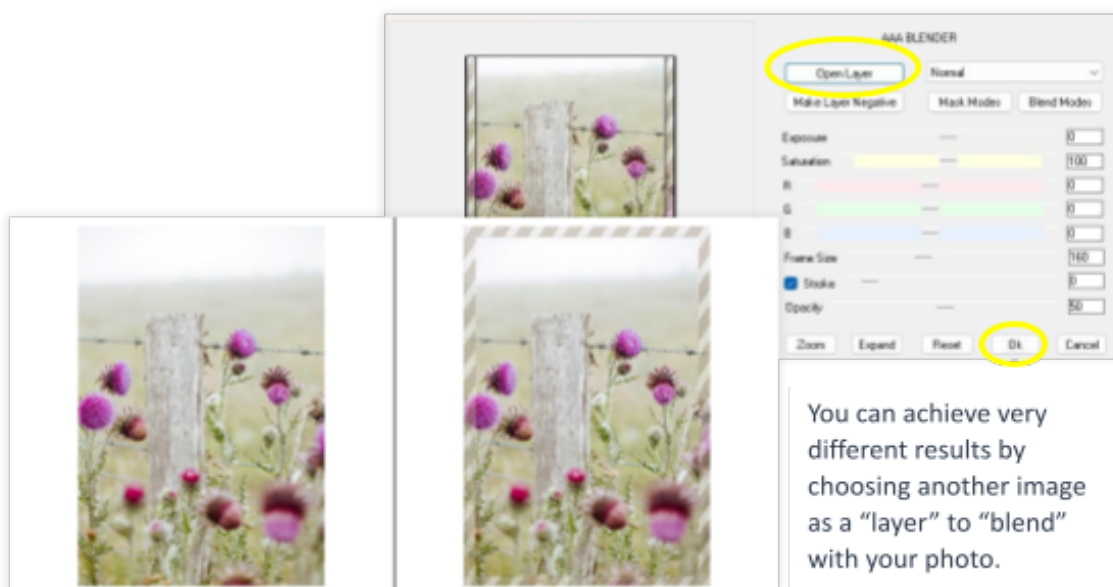 AAA BLENDER
Open Layer Normal
Make Layer Negative Mask Modes Blend Modes
Exposure 0
Saturation 100
R 0
G 0
B 0
Frame Size 160
Stroke 0
Opacity 50
Zoom Expand Reset Ok Cancel
You can achieve very
different results by
choosing another image
as a “layer” to “blend”
with your photo.